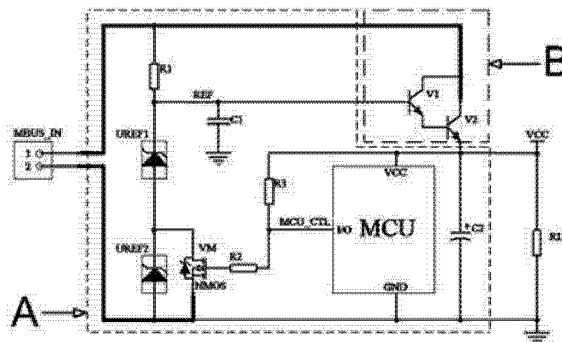 B
R1
REF
V1
V2
C1
MBUS_IN
1
2
UREF1
VCC
R3
VCC
MCU_CTL
I/O
MCU
C2
UREF2
VM
R2
NMOS
GND
A